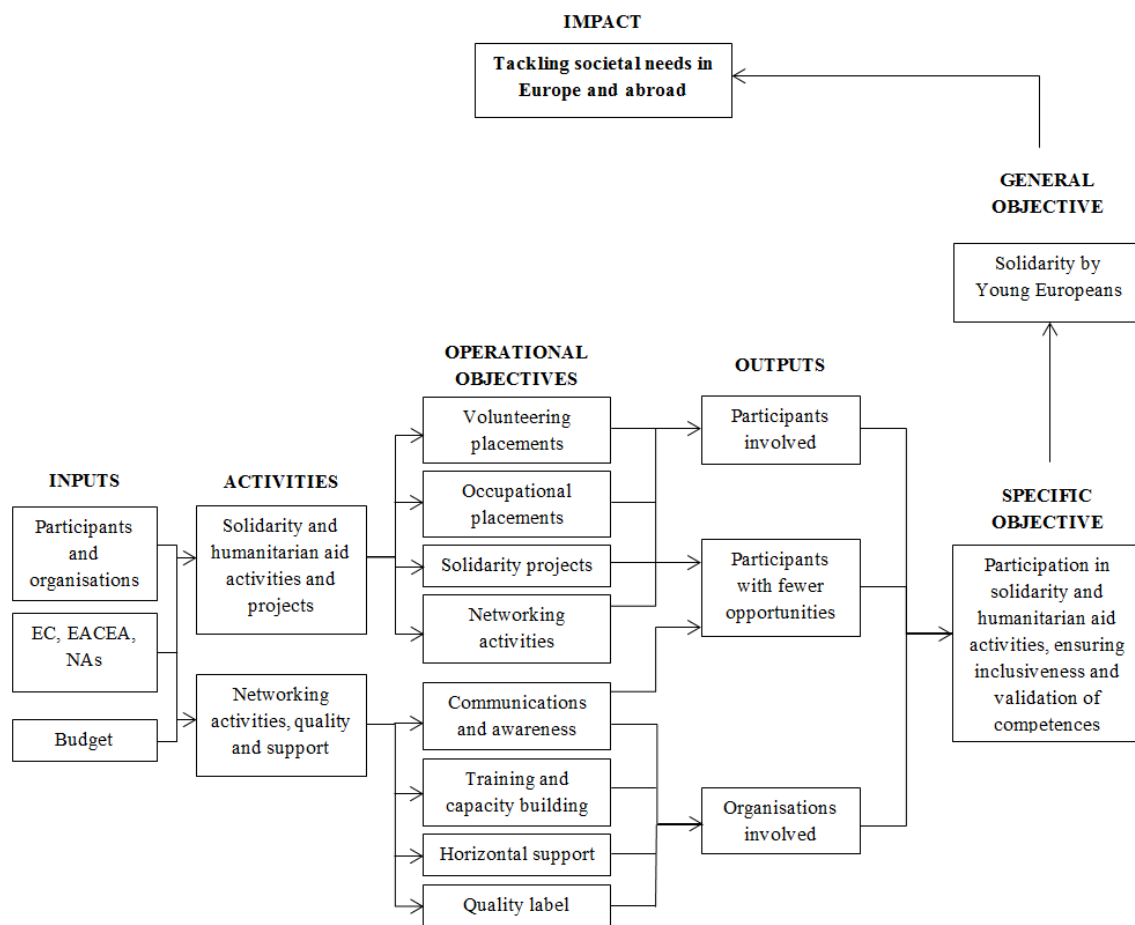 IMPACT
Tackling societal needs in
Europe and abroad
GENERAL
OBJECTIVE
Solidarity by
Young Europeans
INPUTS
Participants
and
organisations
EC, EACEA,
NAs
Budget
ACTIVITIES
Solidarity and
humanitarian aid
activities and
projects
Networking
activities, quality
and support
OPERATIONAL
OBJECTIVES
Volunteering
placements
Occupational
placements
Solidarity projects
Networking
activities
Communications
and awareness
Training and
capacity building
Horizontal support
Quality label
OUTPUTS
Participants
involved
Participants
with fewer
opportunities
Organisations
involved
SPECIFIC
OBJECTIVE
Participation in
solidarity and
humanitarian aid
activities, ensuring
inclusiveness and
validation of
competences